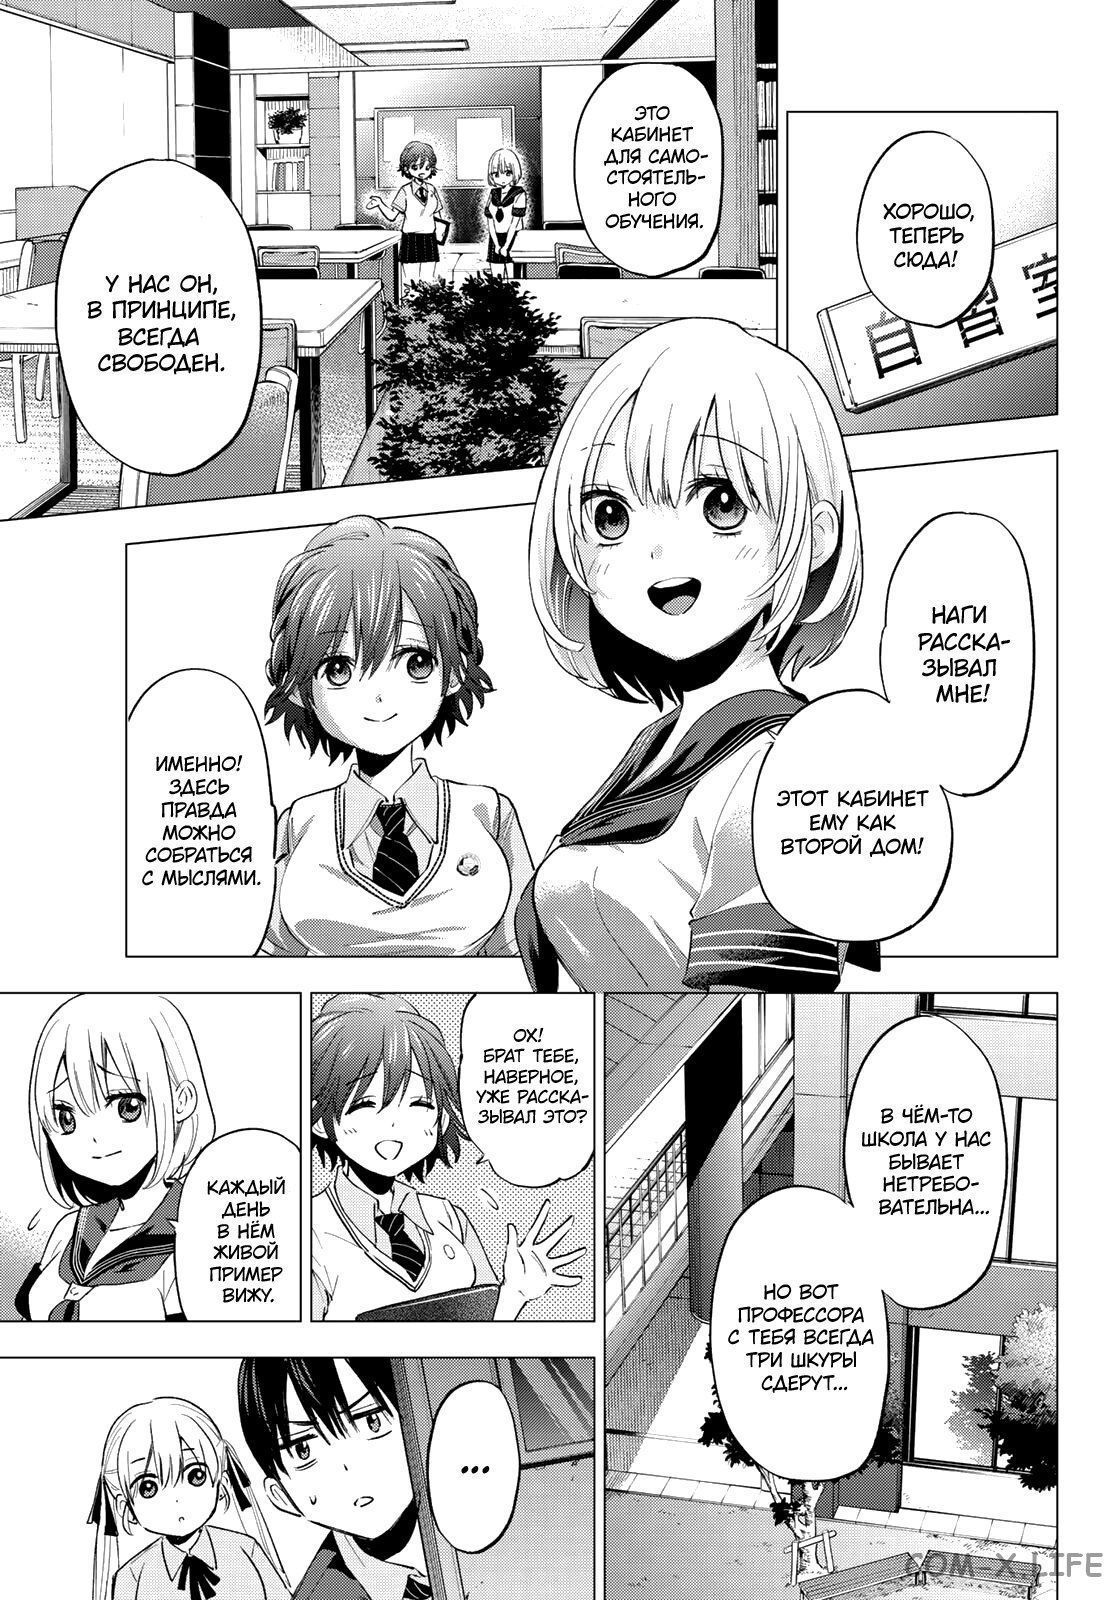 ХОРОШО,
ТЕПЕРЬ
СЮДА!
自習室
ЭТО
КАБИНЕТ
ДЛЯ САМО-
СТОЯТЕЛЬ-
НОГО
ОБУЧЕНИЯ.
У НАС ОН,
В ПРИНЦИПЕ,
ВСЕГДА
СВОБОДЕН.
НАГИ
РАССКА-
ЗЫВАЛ
МНЕ!
ЭТОТ КАБИНЕТ
ЕМУ КАК
ВТОРОЙ ДОМ!
ИМЕННО!
ЗДЕСЬ
ПРАВДА
МОЖНО
СОБРАТЬСЯ
С МЫСЛЯМИ.
В ЧЁМ-ТО
ШКОЛА У НАС
БЫВАЕТ
НЕТРЕБО-
ВАТЕЛЬНА...
НО ВОТ
ПРОФЕССОРА
С ТЕБЯ ВСЕГДА
ТРИ ШКУРЫ
СДЕРУТ...
ОХ!
БРАТ ТЕБЕ,
НАВЕРНОЕ,
УЖЕ РАССКА-
ЗЫВАЛ ЭТО?
КАЖДЫЙ
ДЕНЬ
В НЁМ
ЖИВОЙ
ПРИМЕР
ВИЖУ.
...
COM-X.LIFE